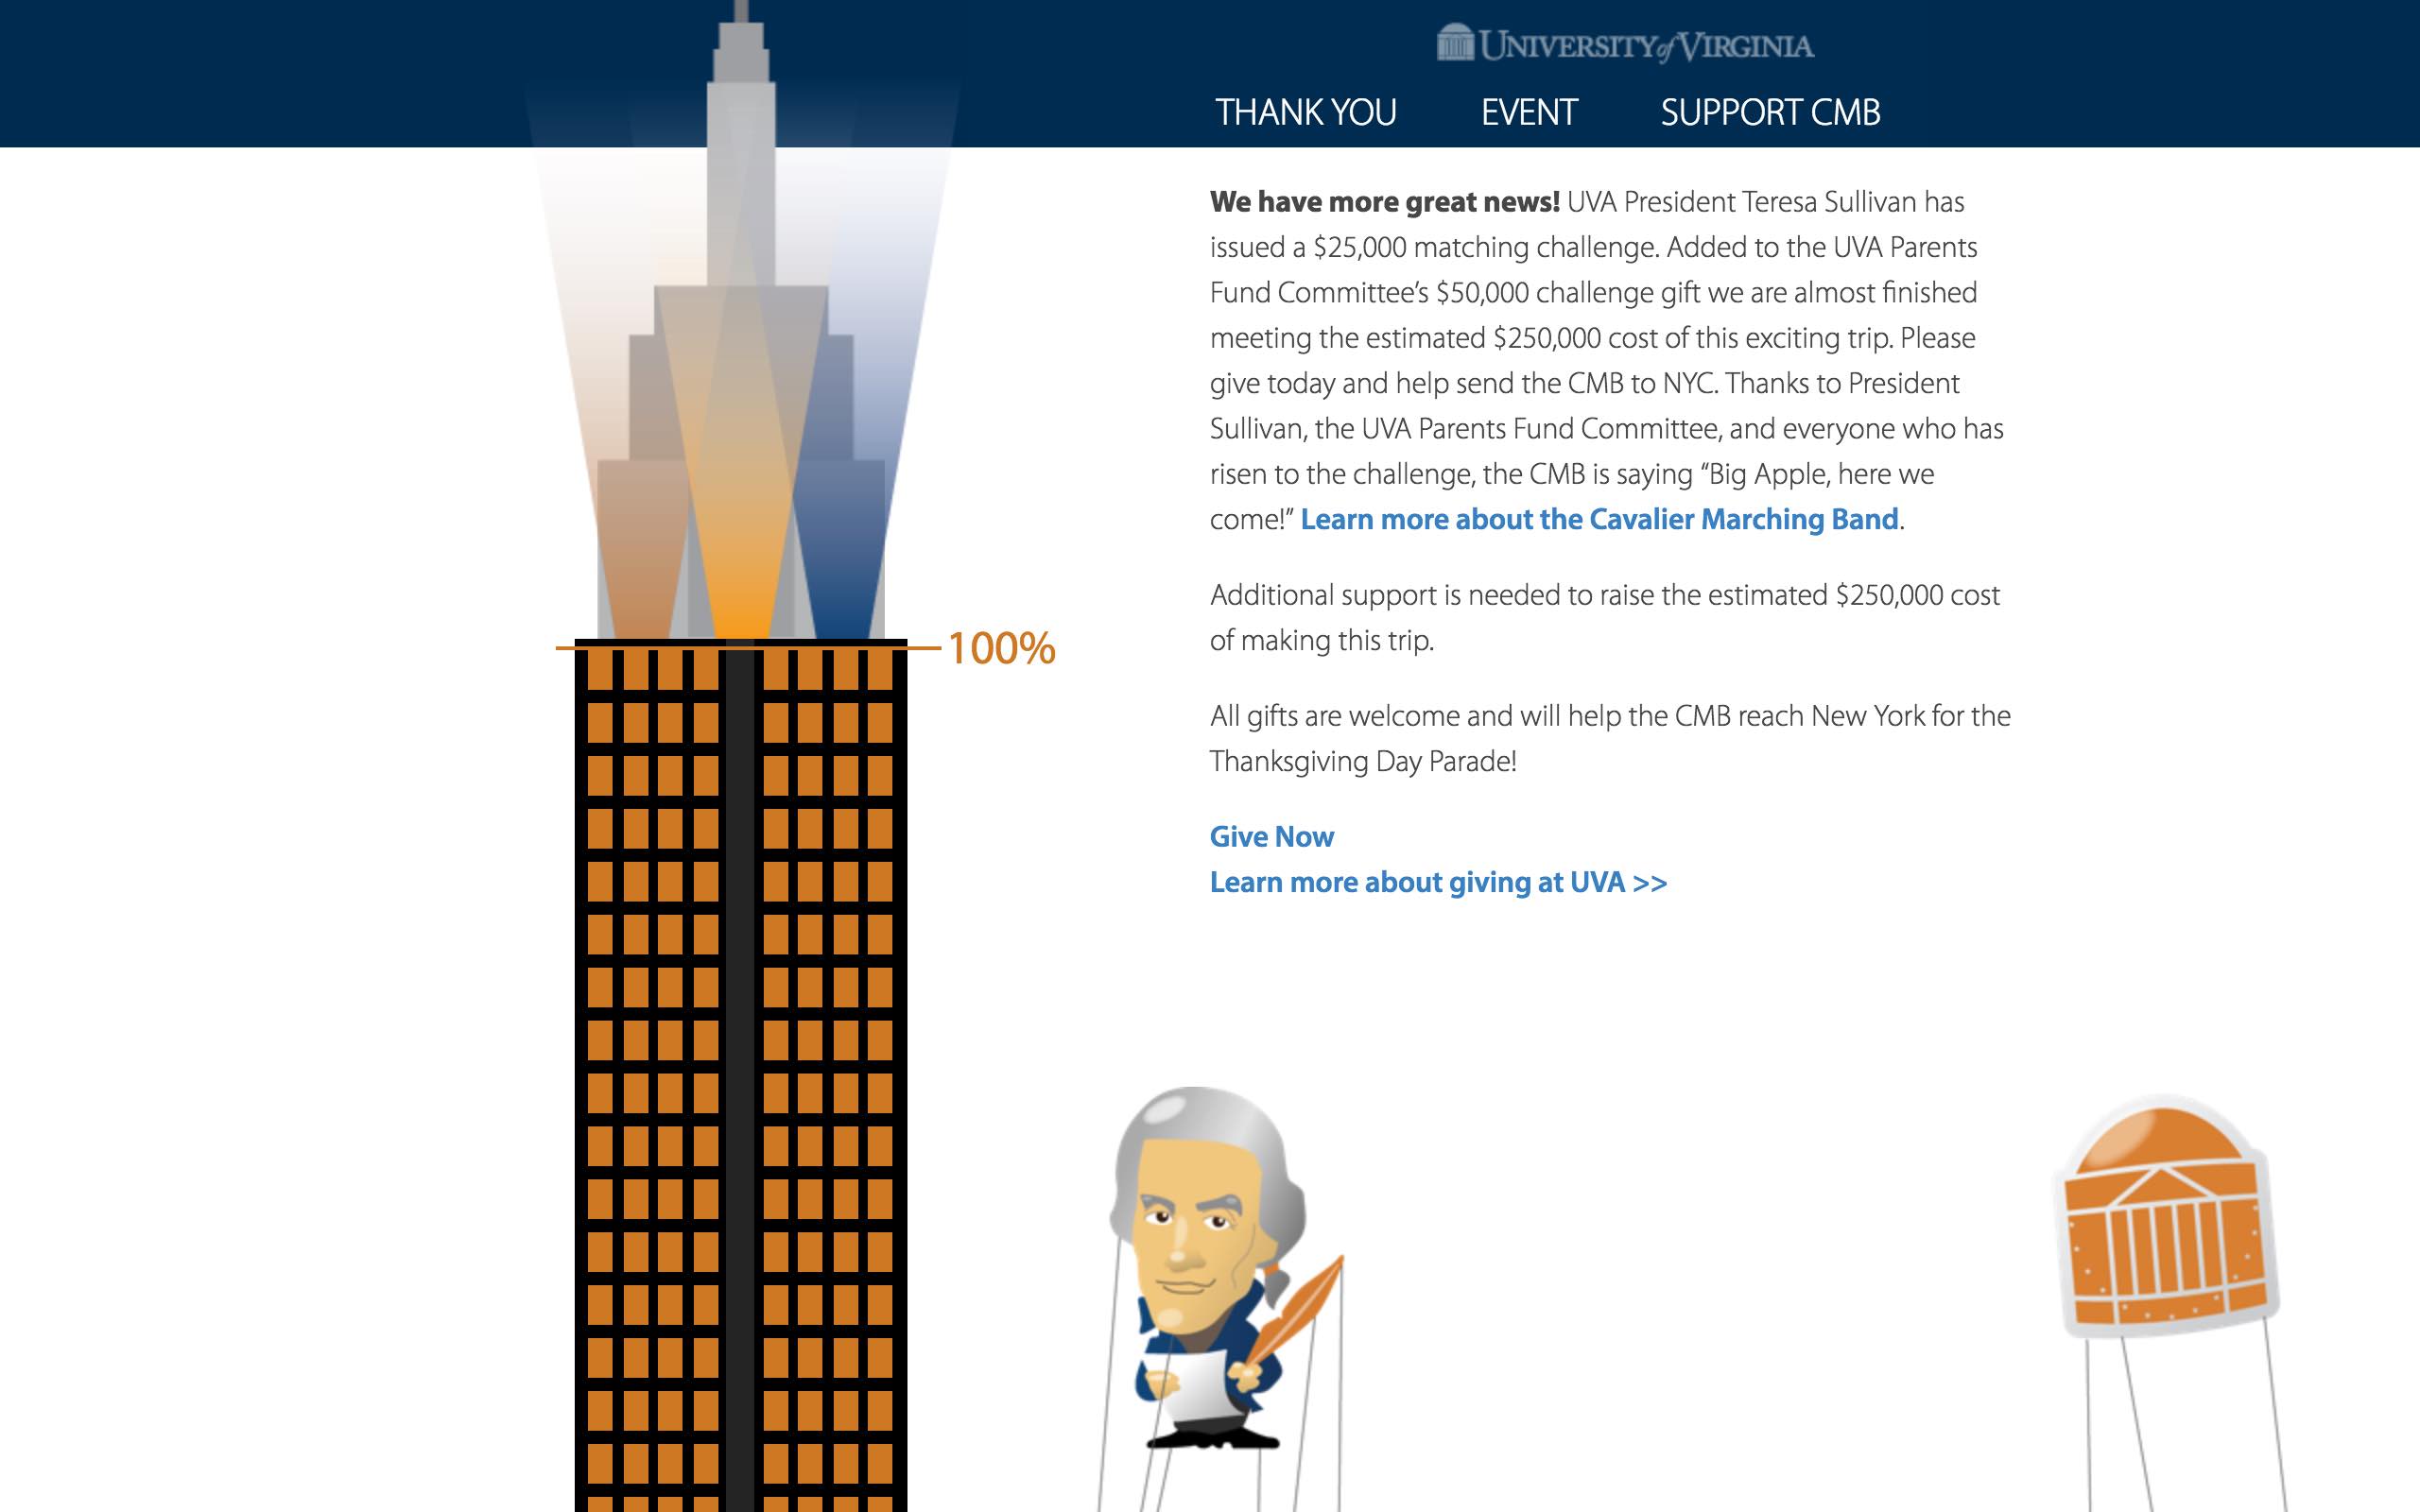 UNIVERSITY of VIRGINIA
THANK YOU EVENT SUPPORT CMB
We have more great news! UVA President Teresa Sullivan has
issued a $25,000 matching challenge. Added to the UVA Parents
Fund Committee’s $50,000 challenge gift we are almost finished
meeting the estimated $250,000 cost of this exciting trip. Please
give today and help send the CMB to NYC. Thanks to President
Sullivan, the UVA Parents Fund Committee, and everyone who has
risen to the challenge, the CMB is saying “Big Apple, here we
come!” Learn more about the Cavalier Marching Band.
Additional support is needed to raise the estimated $250,000 cost
of making this trip.
All gifts are welcome and will help the CMB reach New York for the
Thanksgiving Day Parade!
Give Now
Learn more about giving at UVA >>
100%